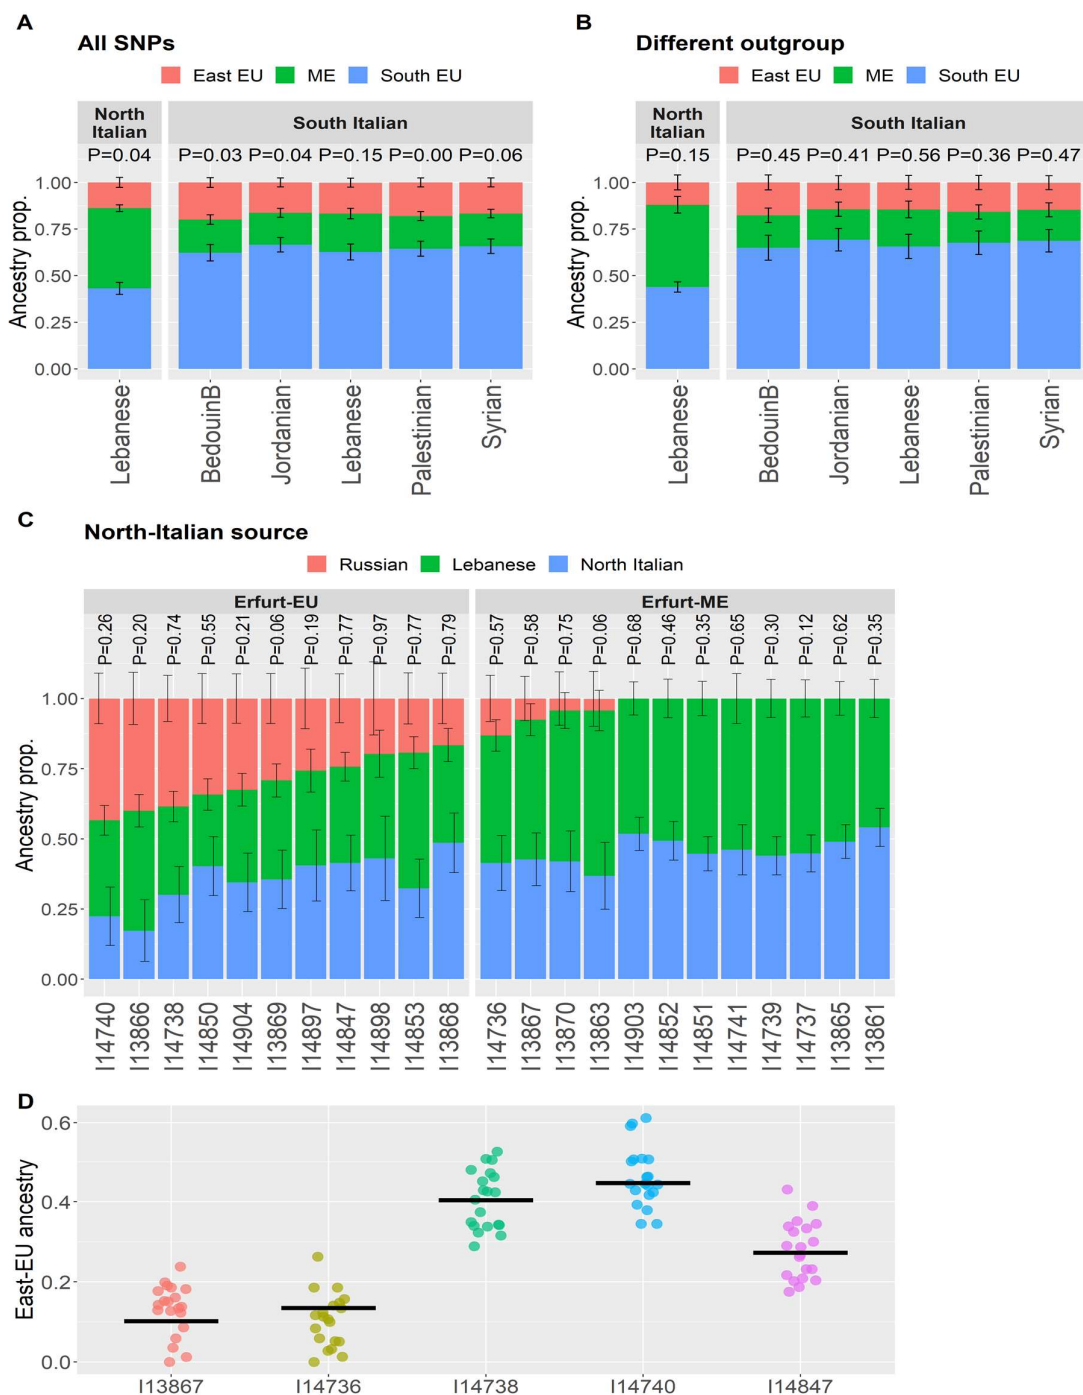 A
All SNPs
East EU ME South EU
North Italian
South Italian
P=0.04 P=0.03 P=0.04 P=0.15 P=0.00 P=0.06
Ancestry prop.
1.00
0.75
0.50
0.25
0.00
Lebanese BedouinB Jordanian Lebanese Palestinian Syrian
B
Different outgroup
East EU ME South EU
North Italian
South Italian
P=0.15 P=0.45 P=0.41 P=0.56 P=0.36 P=0.47
Ancestry prop.
1.00
0.75
0.50
0.25
0.00
Lebanese BedouinB Jordanian Lebanese Palestinian Syrian
C
North-Italian source
Russian Lebanese North Italian
Erfurt-EU Erfurt-ME
P=0.26 P=0.20 P=0.74 P=0.55 P=0.21 P=0.06 P=0.19 P=0.77 P=0.97 P=0.77 P=0.79 P=0.57 P=0.58 P=0.75 P=0.06 P=0.68 P=0.46 P=0.35 P=0.65 P=0.30 P=0.12 P=0.62 P=0.35
Ancestry prop.
1.00
0.75
0.50
0.25
0.00
I14740 I13866 I14738 I14850 I14904 I13869 I14897 I14847 I14898 I14853 I13868 I14736 I13867 I13870 I13863 I14903 I14852 I14851 I14741 I14739 I14737 I13865 I13861
D
East-EU ancestry
0.6
0.4
0.2
0.0
I13867 I14736 I14738 I14740 I14847